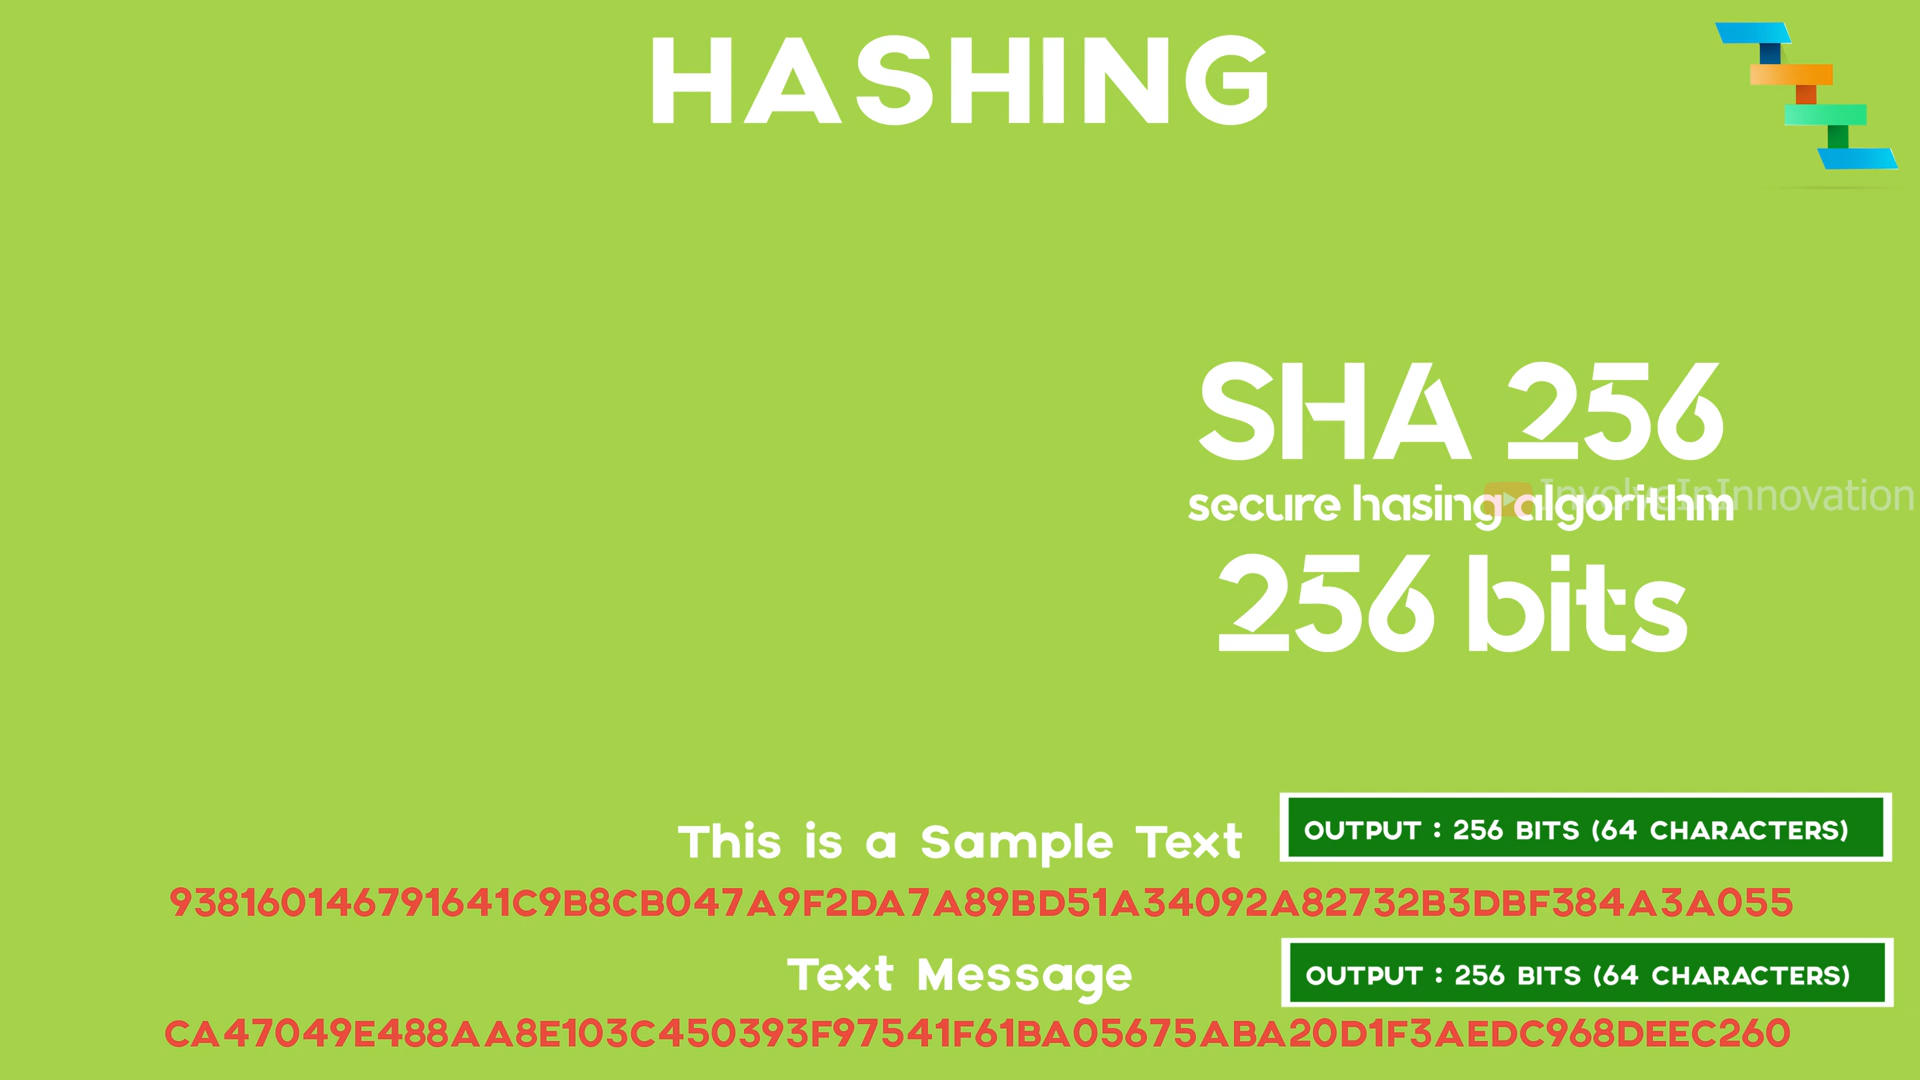 HASHING
SHA 256
secure hasing algorithm
InvolveInInnovation
256 bits
This is a Sample Text
OUTPUT : 256 BITS (64 CHARACTERS)
938160146791641C9B8CB047A9F2DA7A89BD51A34092A82732B3DBF384A3A055
Text Message
OUTPUT : 256 BITS (64 CHARACTERS)
CA47049E488AA8E103C450393F97541F61BA05675ABA20D1F3AEDC968DEEC260